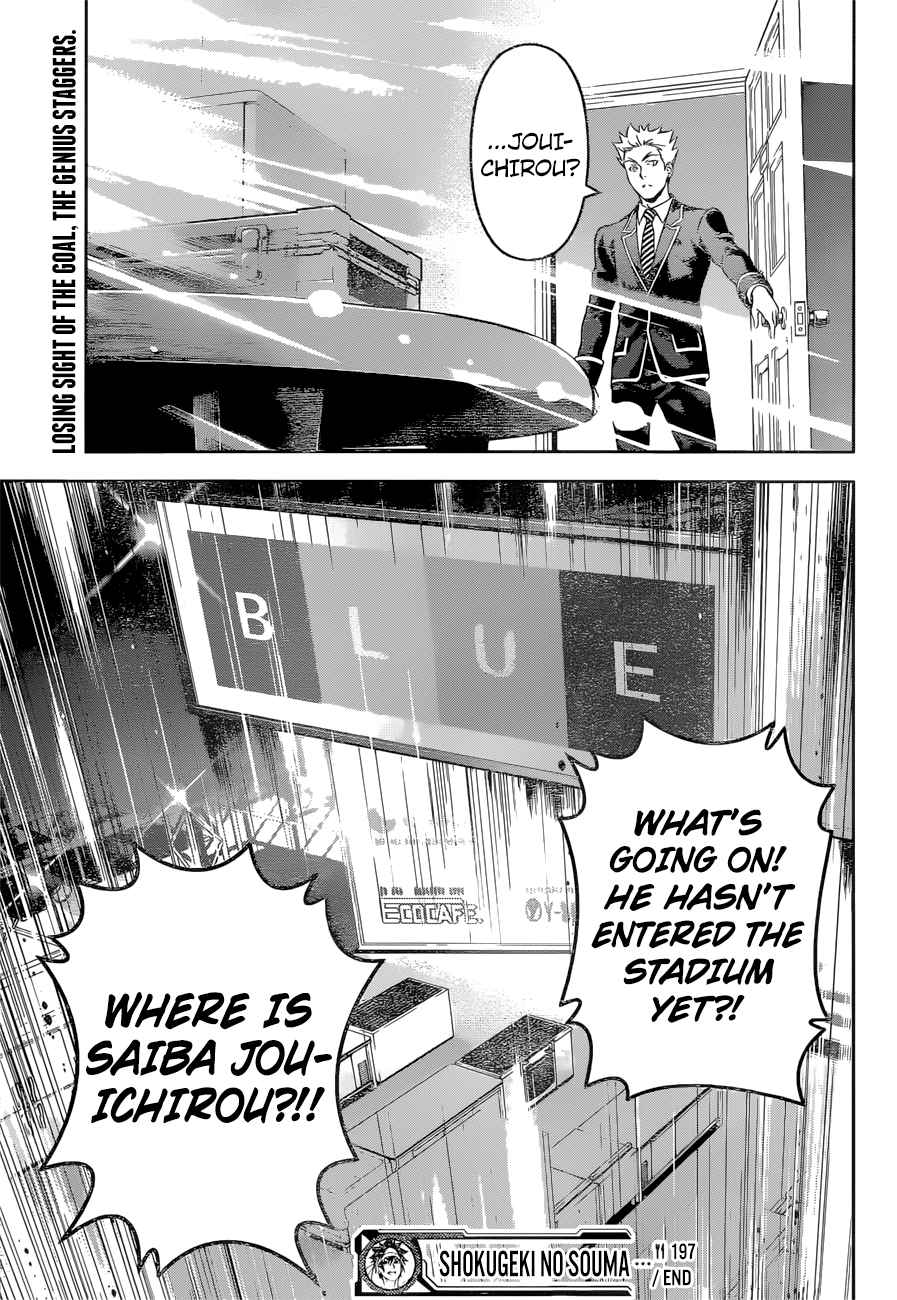 LOSING SIGHT OF THE GOAL, THE GENIUS STAGGERS.
...JOUI-
CHIROU?
B L U E
WHAT'S
GOING ON!
HE HASN'T
ENTERED THE
STADIUM
YET?!
ECOCAFE.
WHERE IS
SAIBA JOU-
ICHIROU?!!
SHOKUGEKI NO SOUMA ... 197
/ END